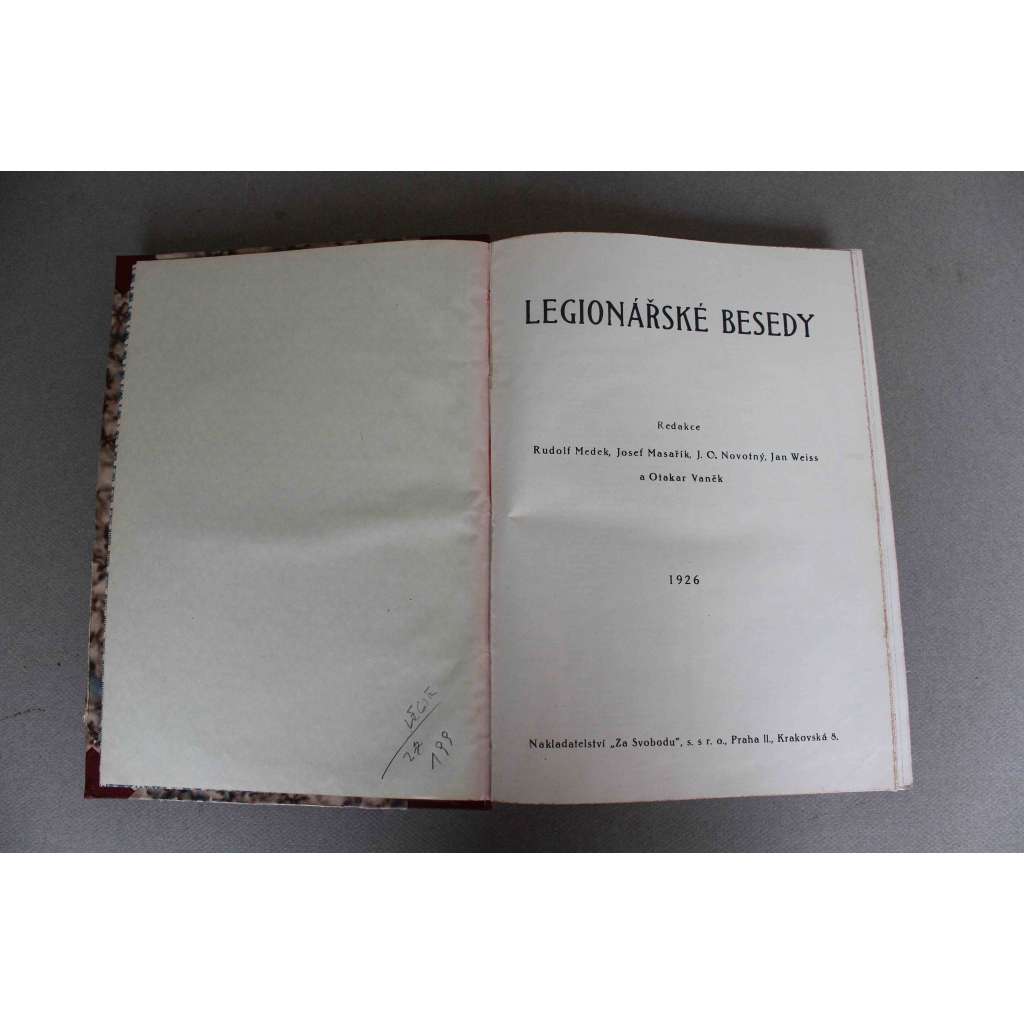 LEGIONÁŘSKÉ BESEDY
Redakce
Rudolf Medek, Josef Masařík, J. O. Novotný, Jan Weiss
a Otakar Vaněk
1926
Nakladatelství „Za Svobodu", s. s r. o., Praha II., Krakovská 8.
199